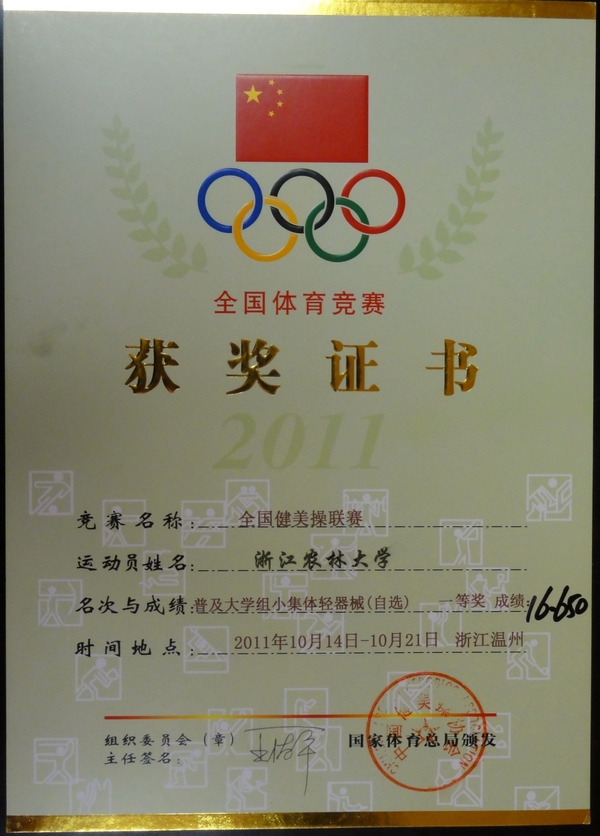 全国体育竞赛
获奖证书
2011
竞赛名称: 全国健美操联赛
运动员姓名: 浙江农林大学
名次与成绩: 普及大学组小集体轻器械(自选) 一等奖 成绩: 16.650
时间地点: 2011年10月14日-10月21日 浙江温州
组织委员会（章）
主任签名:
国家体育总局颁发